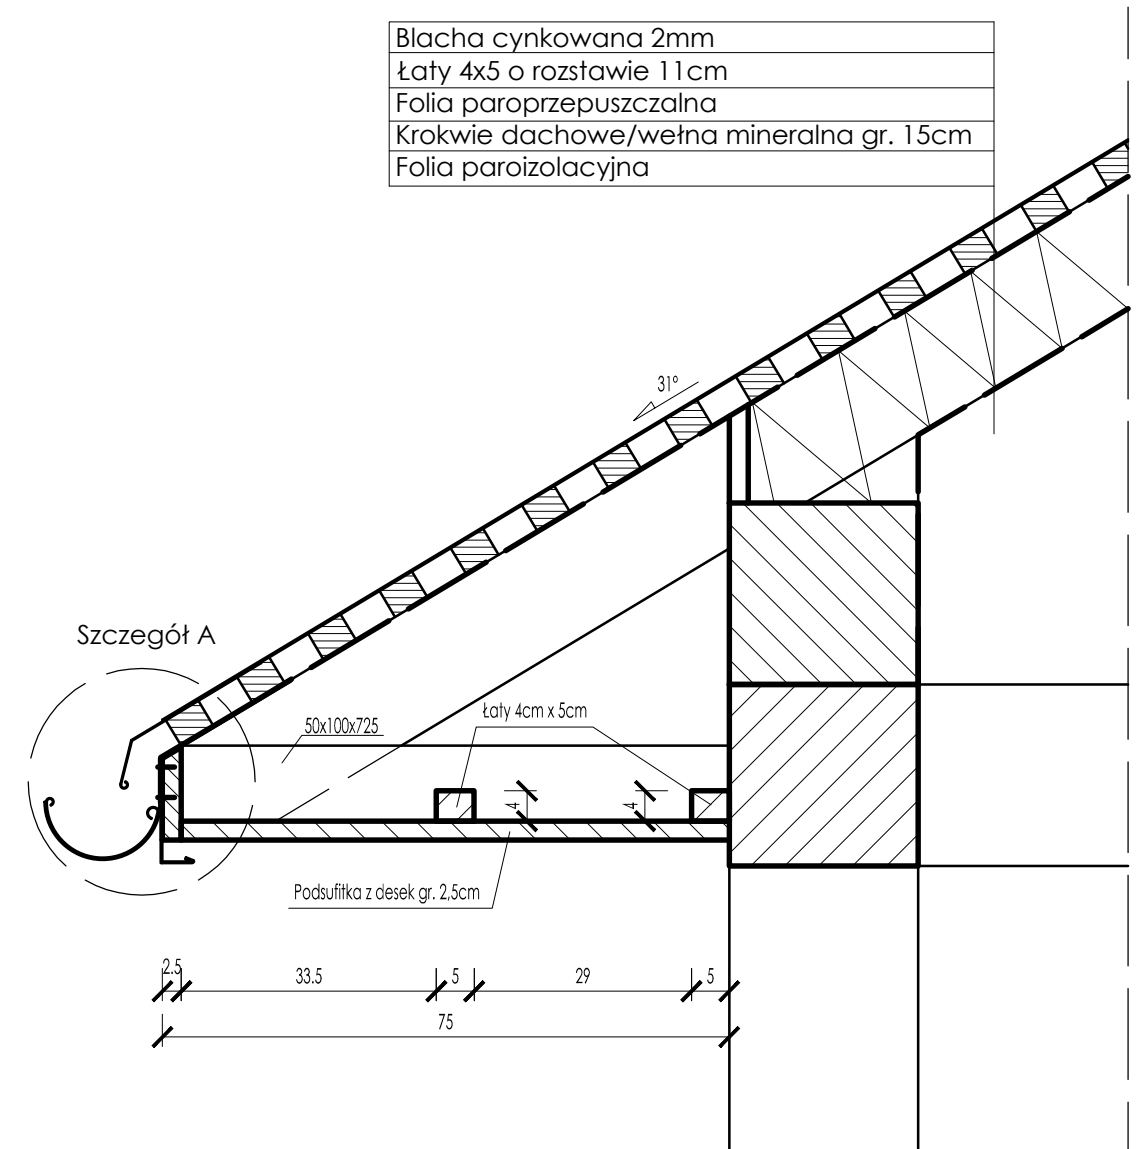 Blacha cynkowana 2mm
Łaty 4x5 o rozstawie 11cm
Folia paroprzepuszczalna
Krokwie dachowe/wełna mineralna gr. 15cm
Folia paroizolacyjna
31°
Szczegół A
50x100x725
Łaty 4cm x 5cm
4
4
Podsufitka z desek gr. 2,5cm
2.5 33.5 5 29 5
75